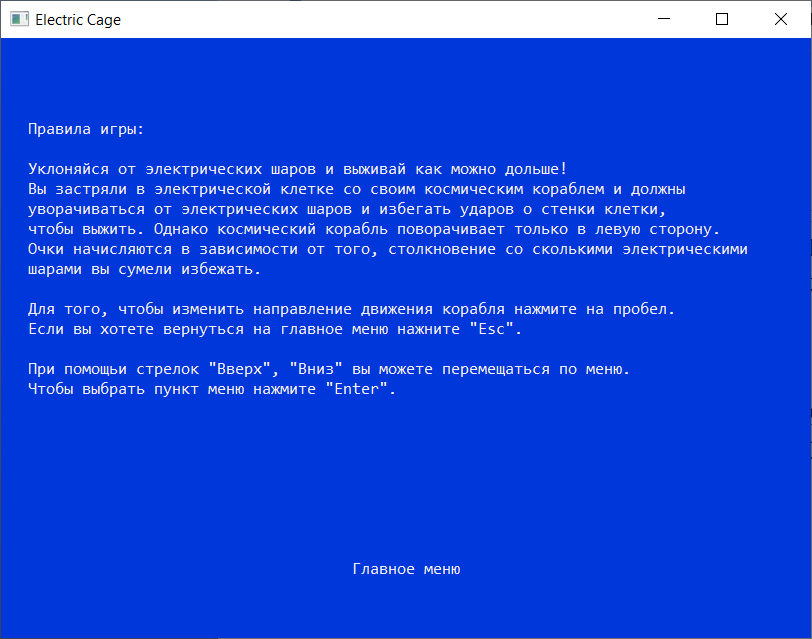 Electric Cage
Правила игры:
Уклоняйся от электрических шаров и выживай как можно дольше!
Вы застряли в электрической клетке со своим космическим кораблем и должны
уворачиваться от электрических шаров и избегать ударов о стенки клетки,
чтобы выжить. Однако космический корабль поворачивает только в левую сторону.
Очки начисляются в зависимости от того, столкновение со сколькими электрическими
шарами вы сумели избежать.
Для того, чтобы изменить направление движения корабля нажмите на пробел.
Если вы хотете вернуться на главное меню нажните "Esc".
При помощьи стрелок "Вверх", "Вниз" вы можете перемещаться по меню.
Чтобы выбрать пункт меню нажмите "Enter".
Главное меню